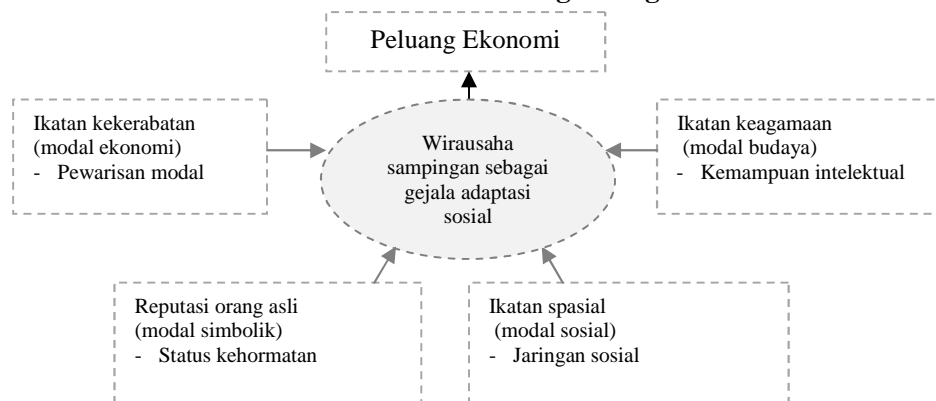 Peluang Ekonomi
Ikatan kekerabatan
(modal ekonomi)
- Pewarisan modal
Wirausaha
sampingan sebagai
gejala adaptasi
sosial
Ikatan keagamaan
(modal budaya)
- Kemampuan intelektual
Reputasi orang asli
(modal simbolik)
- Status kehormatan
Ikatan spasial
(modal sosial)
- Jaringan sosial